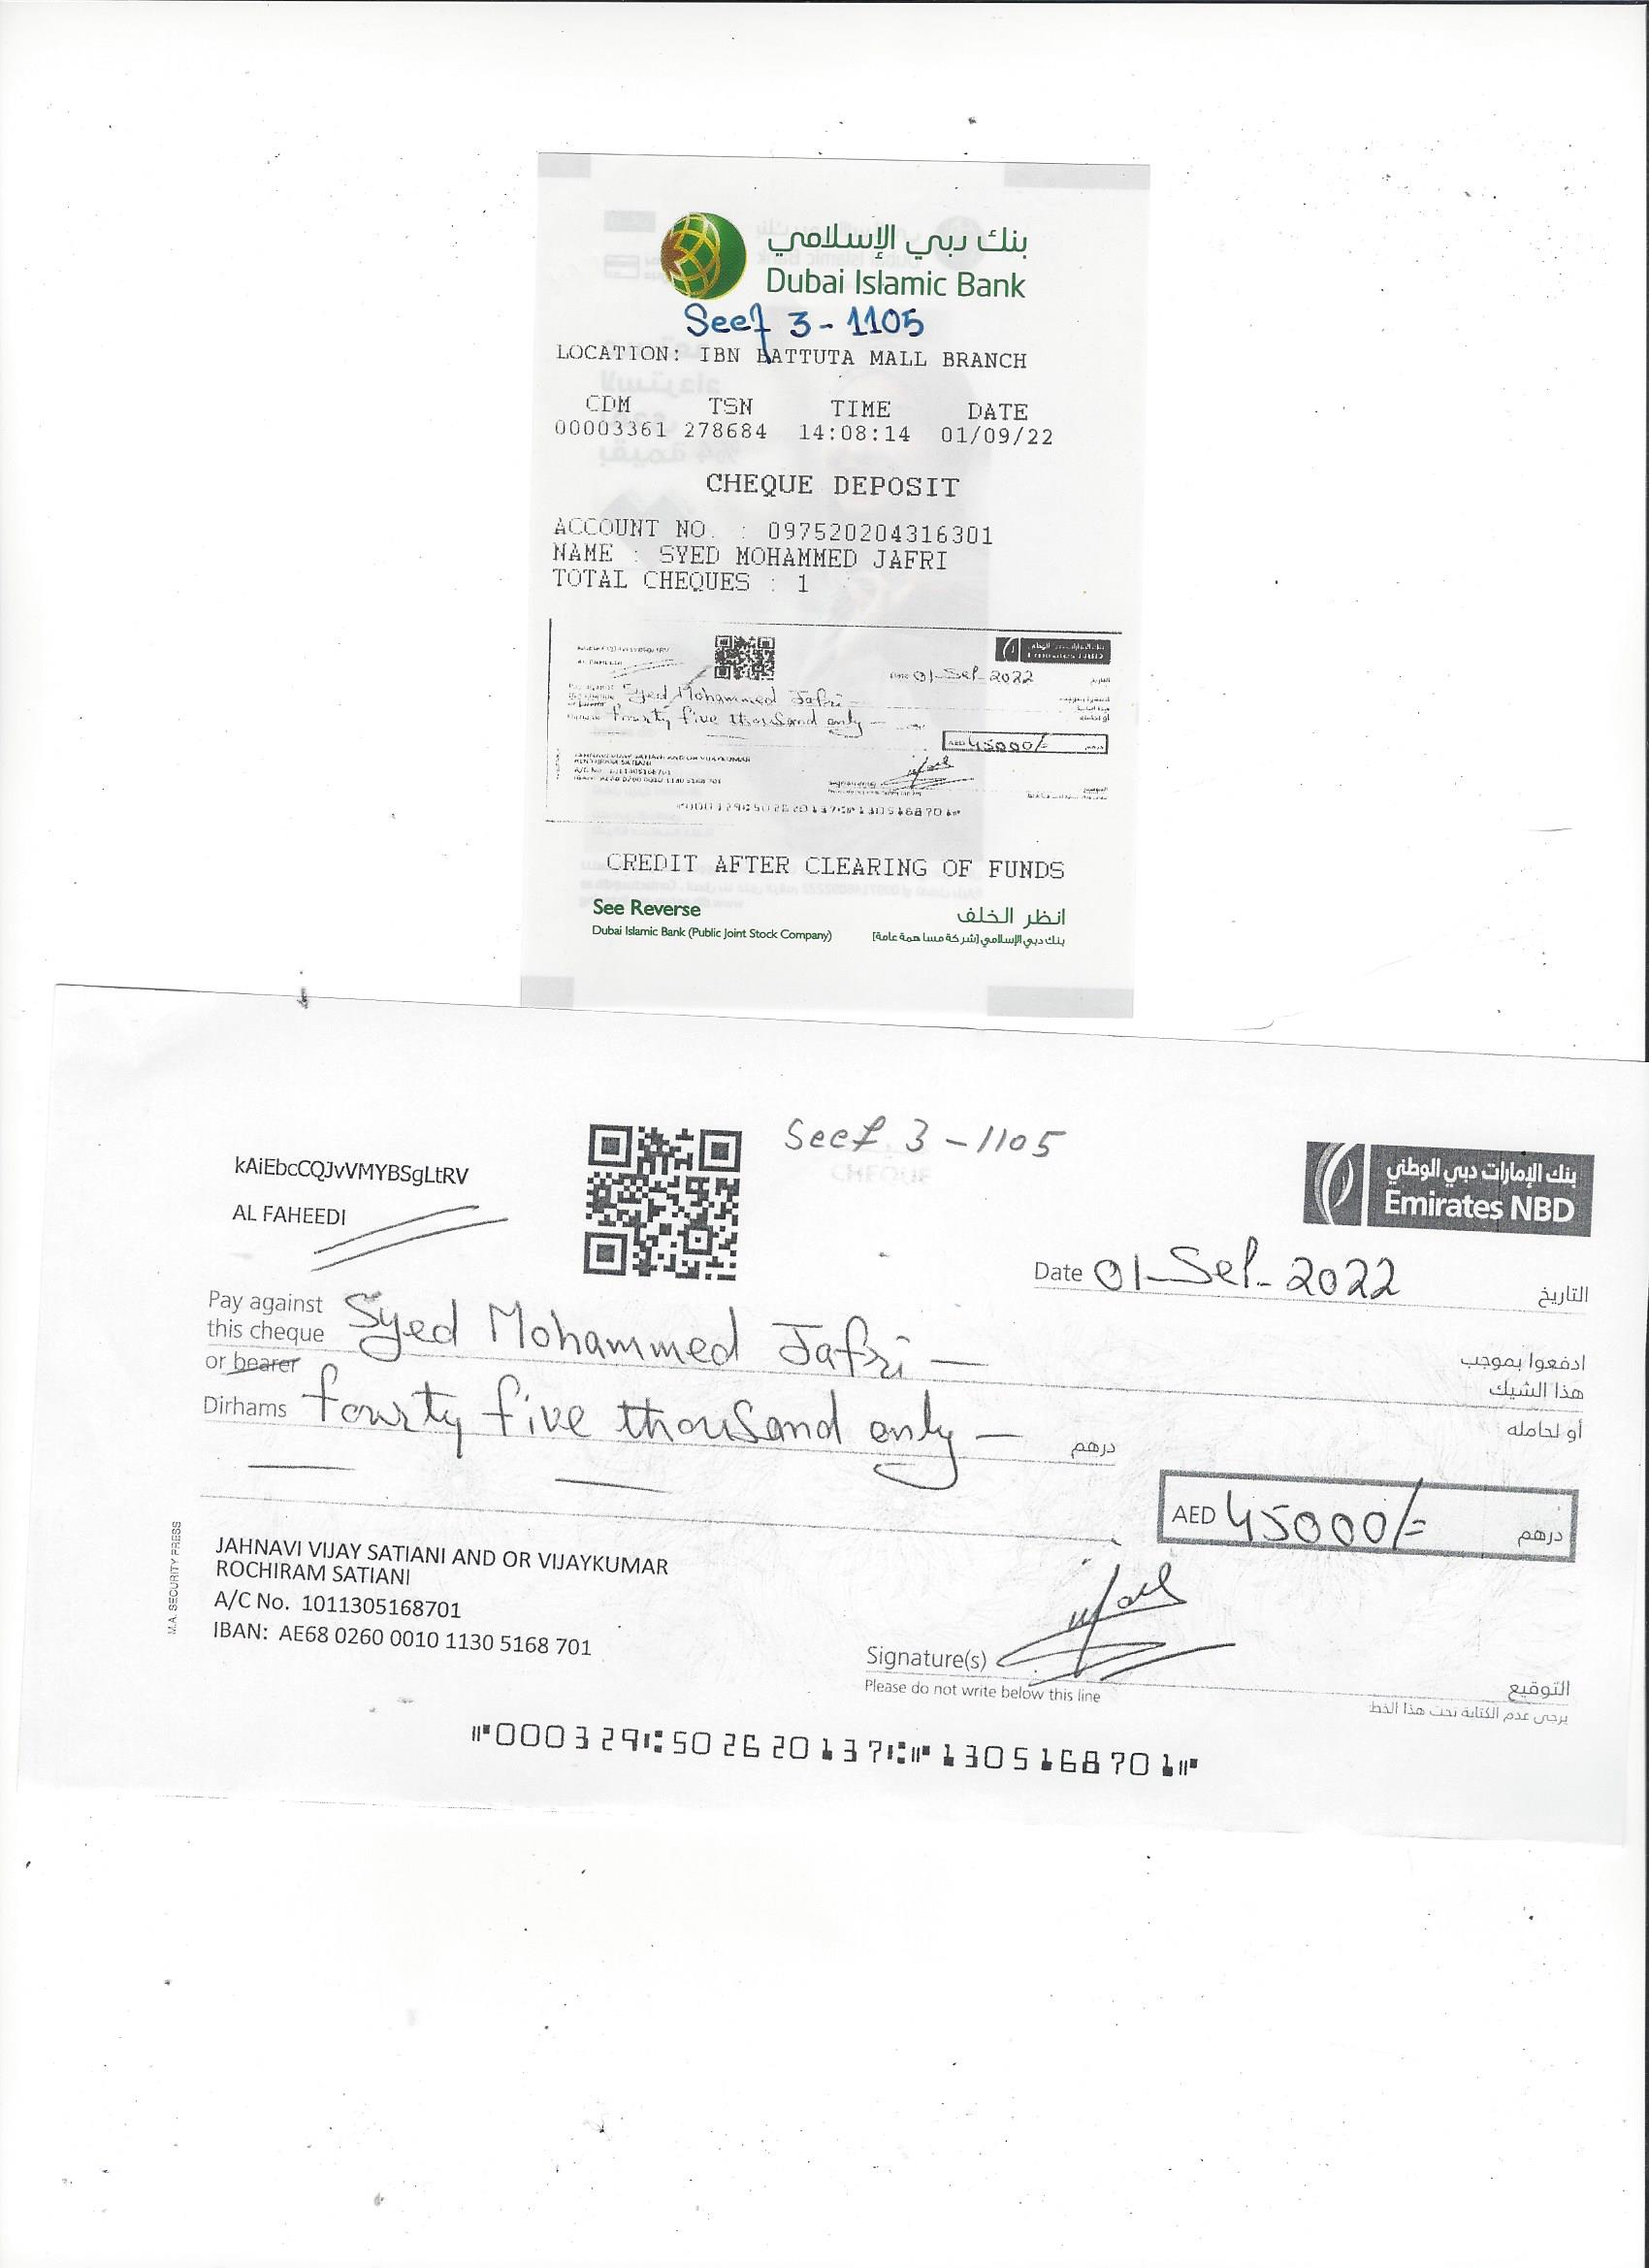 بنك دبي الإسلامي
Dubai Islamic Bank
Seef 3-1105
LOCATION: IBN BATTUTA MALL BRANCH
CDM TSN TIME DATE
00003361 278684 14:08:14 01/09/22
CHEQUE DEPOSIT
ACCOUNT NO. : 097520204316301
NAME : SYED MOHAMMED JAFRI
TOTAL CHEQUES : 1
Date 01-Sep-2022
Syed Mohammed Jafri -
fourty five thousand only -
AED 45000/=
CREDIT AFTER CLEARING OF FUNDS
See Reverse انظر الخلف
Dubai Islamic Bank (Public Joint Stock Company) بنك دبي الإسلامي (شركة مساهمة عامة)
Seef 3-1105
CHEQUE
kAiEbcCQJvVMYBSgLtRV
AL FAHEEDI
بنك الإمارات دبي الوطني
Emirates NBD
Date 01-Sep-2022 التاريخ
Pay against
this cheque Syed Mohammed Jafri - ادفعوا بموجب
هذا الشيك
or bearer أو لحامله
Dirhams fourty five thousand only - درهم
AED 45000/= درهم
JAHNAVI VIJAY SATIANI AND OR VIJAYKUMAR
ROCHIRAM SATIANI
A/C No. 1011305168701
IBAN: AE68 0260 0010 1130 5168 701
M.A. SECURITY PRESS
Signature(s) التوقيع
Please do not write below this line يرجى عدم الكتابة تحت هذا الخط
⑈000329⑆502620137⑆⑈1305168701⑈